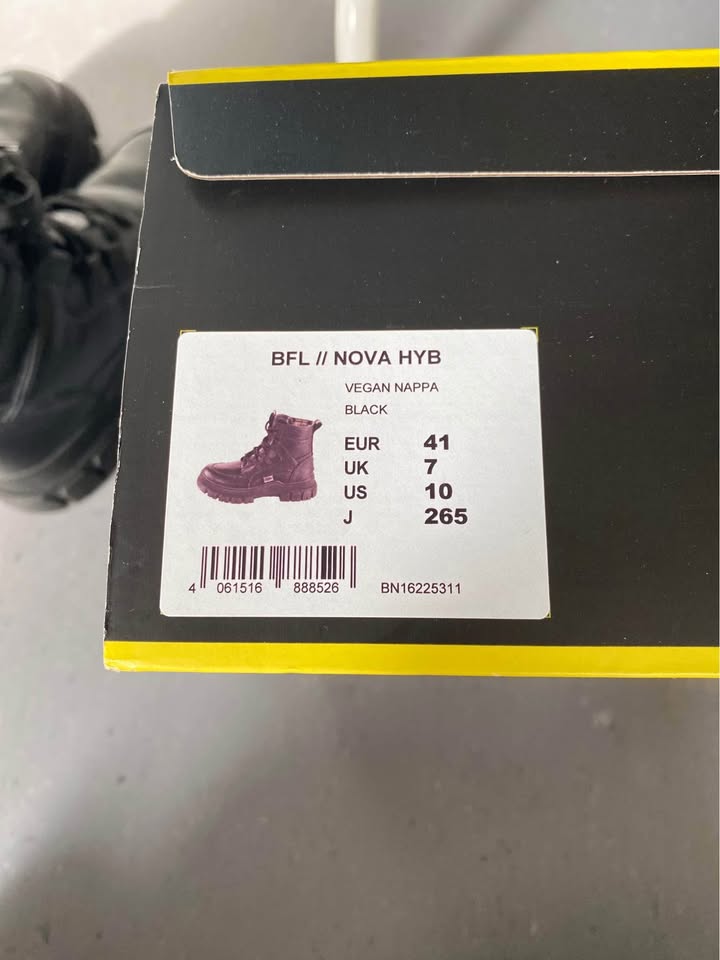 BFL // NOVA HYB
VEGAN NAPPA
BLACK
EUR 41
UK 7
US 10
J 265
4 061516 888526 BN16225311